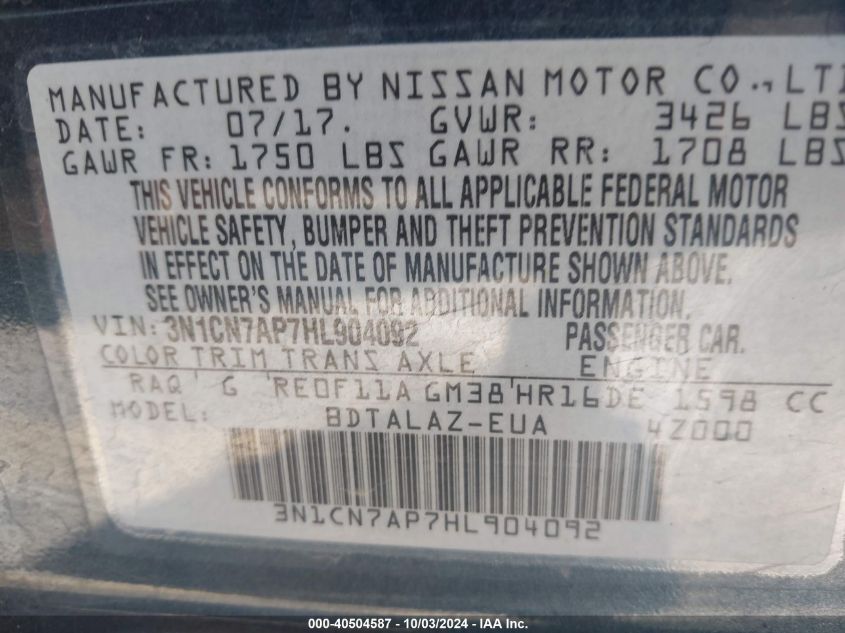 MANUFACTURED BY NISSAN MOTOR CO.,
DATE: 07/17. GVWR: 3426 LBS
GAWR FR: 1750 LBS GAWR RR: 1708 LBS
THIS VEHICLE CONFORMS TO ALL APPLICABLE FEDERAL MOTOR
VEHICLE SAFETY, BUMPER AND THEFT PREVENTION STANDARDS
IN EFFECT ON THE DATE OF MANUFACTURE SHOWN ABOVE.
SEE OWNER'S MANUAL FOR ADDITIONAL INFORMATION.
VIN: 3N1CN7AP7HL904092 PASSENGER CAR.
COLOR TRIM TRANS AXLE ENGINE
RAQ G RE0F11A GM38 HR16DE 1598 CC
MODEL: BDTALAZ-EUA 4Z000
3N1CN7AP7HL904092
000-40504587 - 10/03/2024 - IAA Inc.